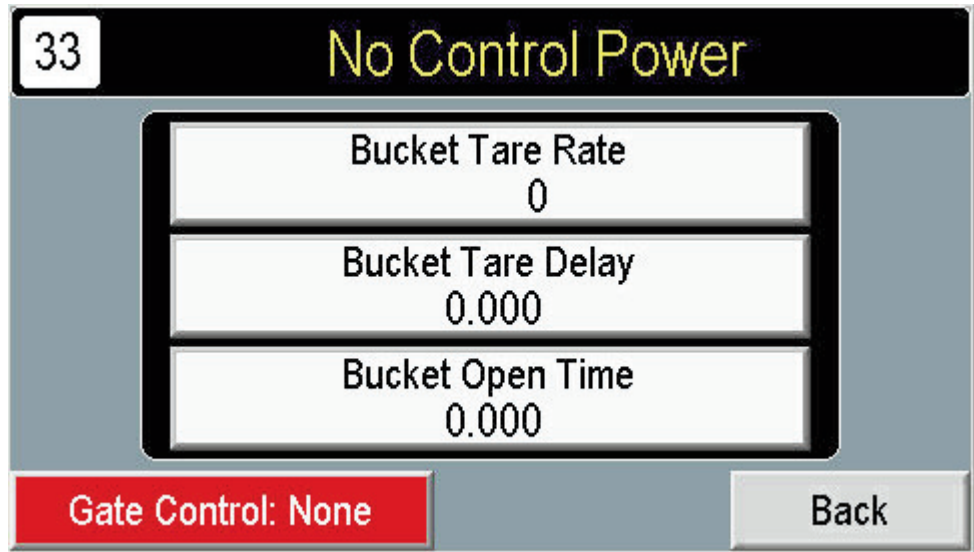 33
No Control Power
Bucket Tare Rate
0
Bucket Tare Delay
0.000
Bucket Open Time
0.000
Gate Control: None
Back